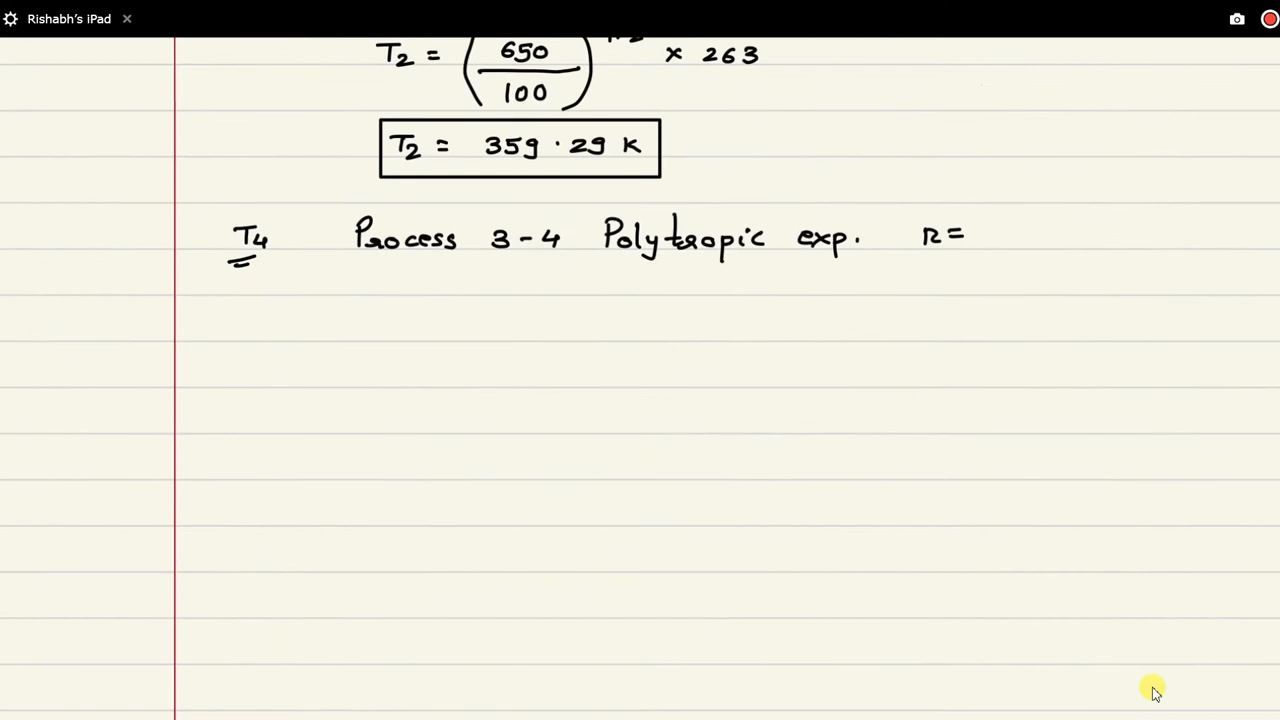 Rishabh's iPad
T2 = (650/100) × 263
T2 = 359.29 K
T4 Process 3-4 Polytropic exp. n=